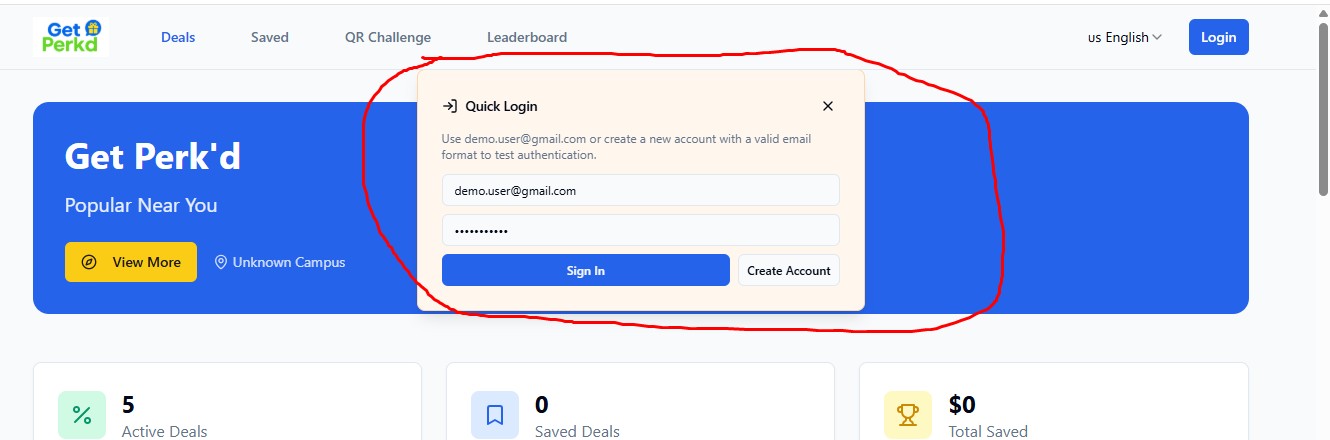 Get
Perkd
Deals
Saved
QR Challenge
Leaderboard
us English
Login
Quick Login
Use demo.user@gmail.com or create a new account with a valid email
format to test authentication.
demo.user@gmail.com
•••••••••••
Sign In
Create Account
Get Perk'd
Popular Near You
View More
Unknown Campus
5
Active Deals
0
Saved Deals
$0
Total Saved